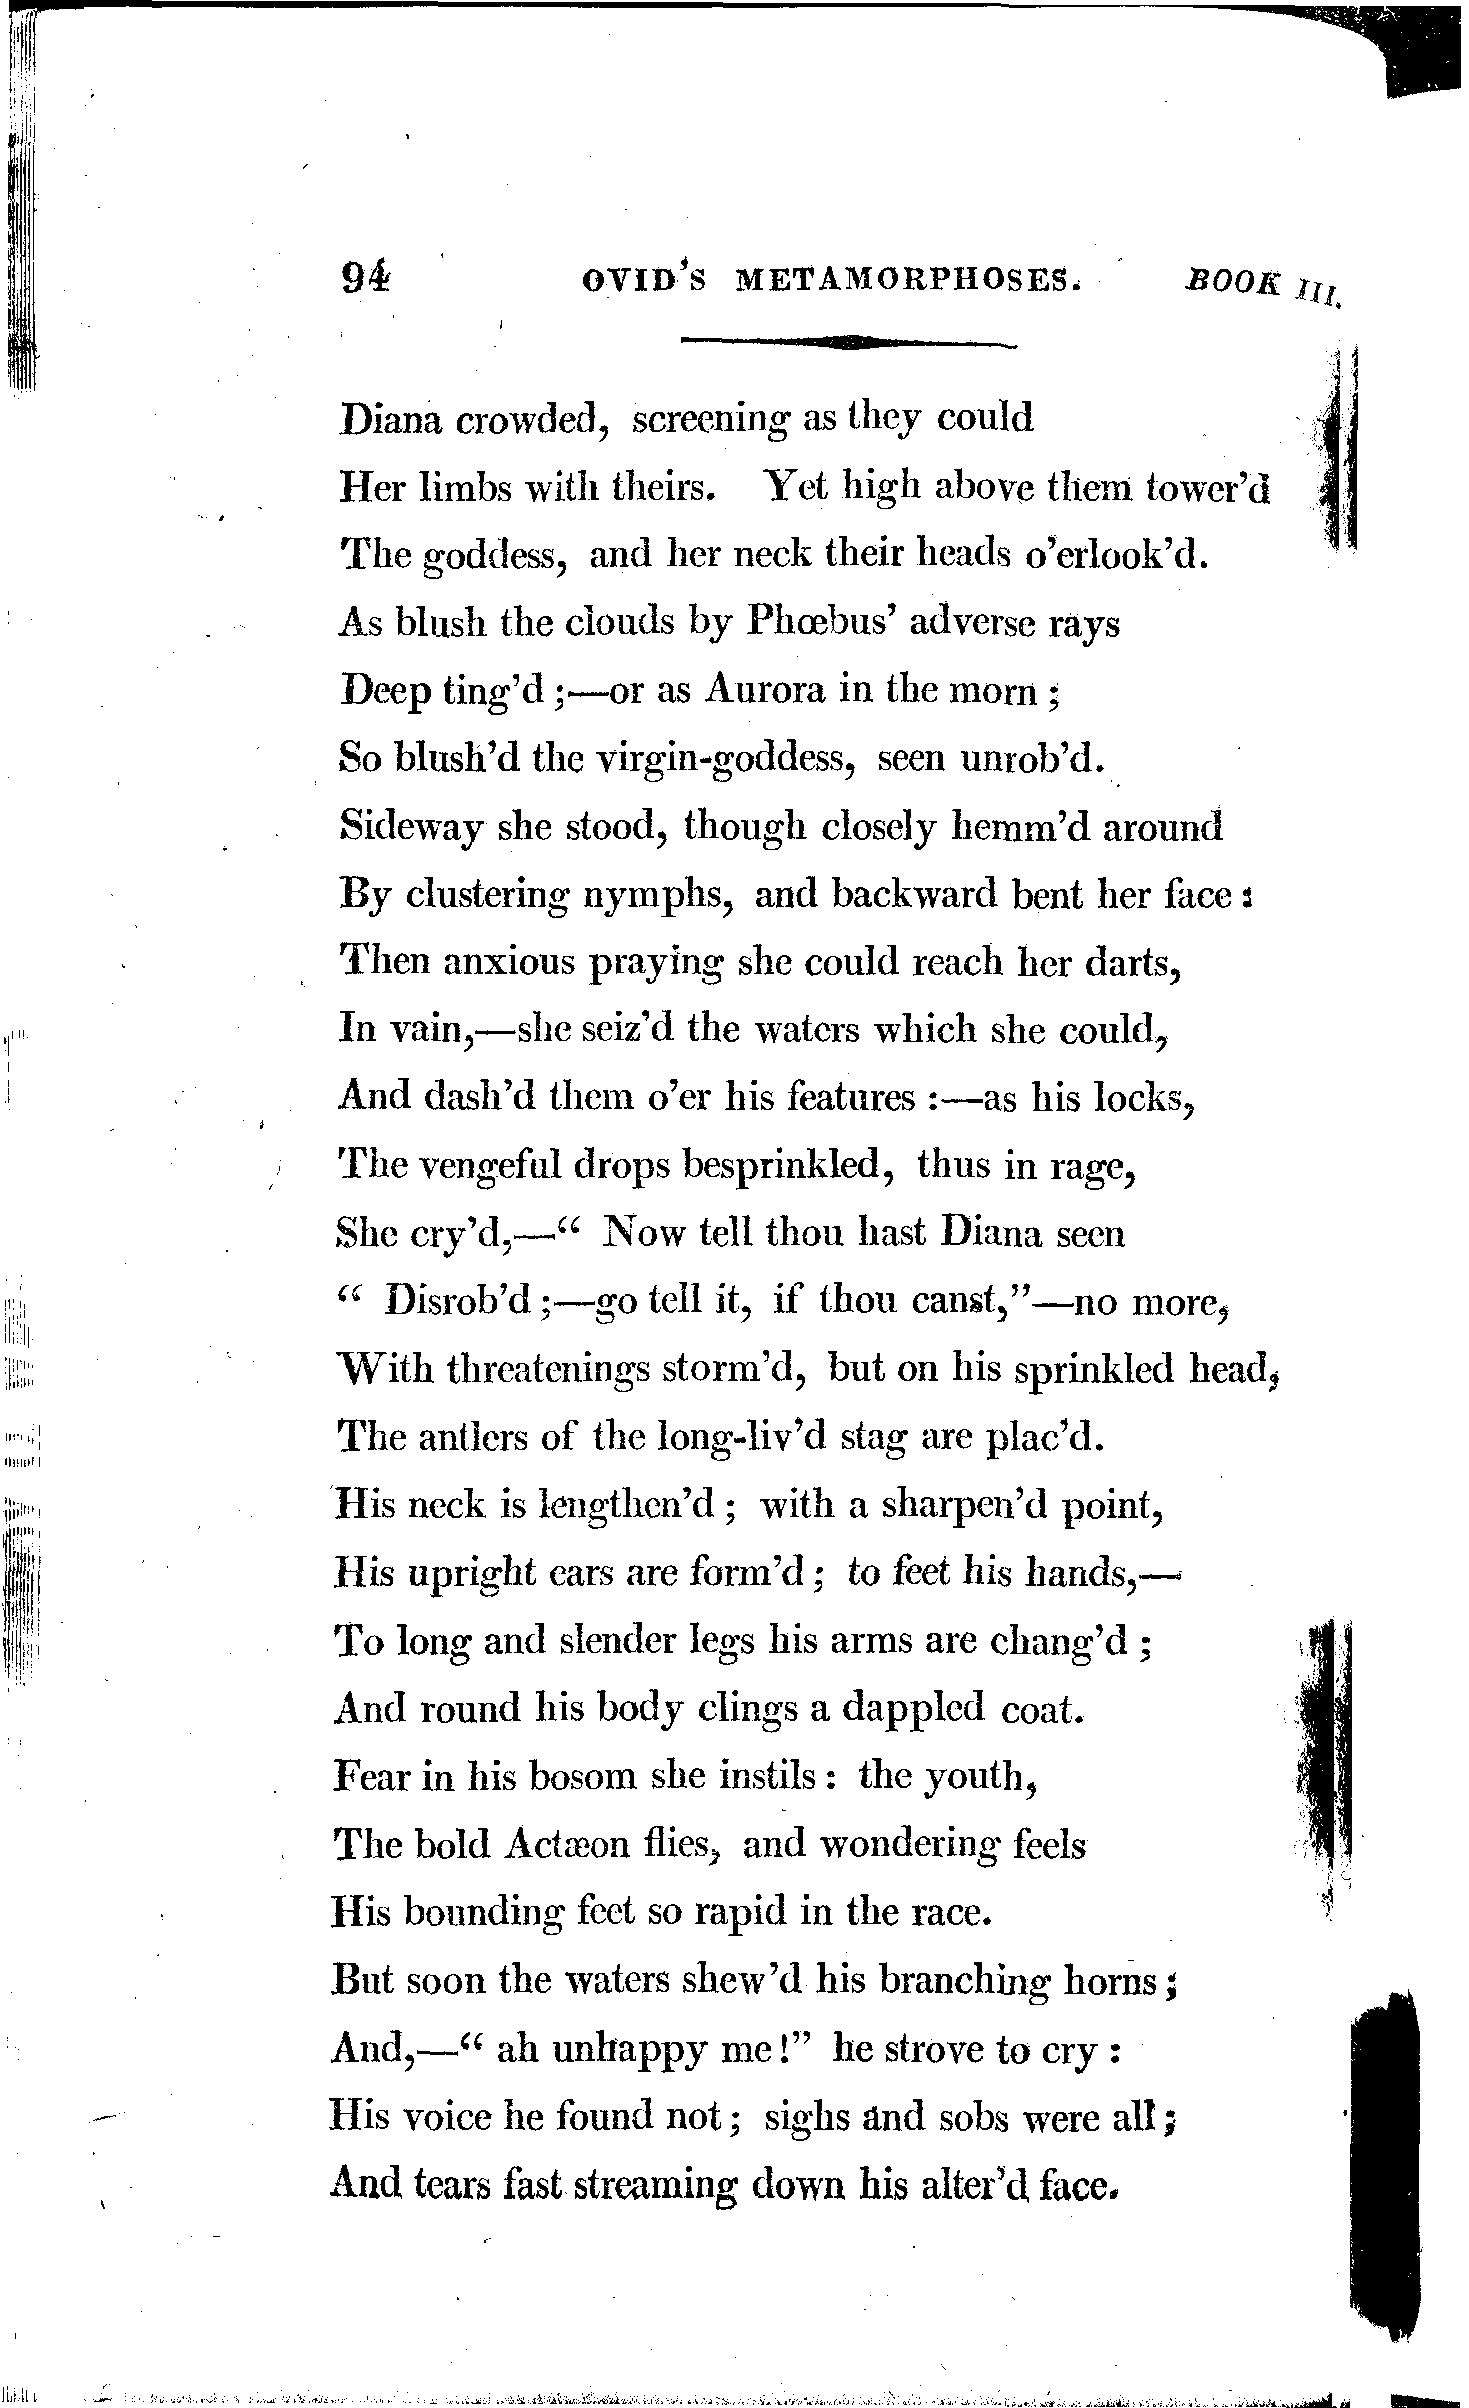 94 OVID'S METAMORPHOSES. BOOK III.
Diana crowded, screening as they could
Her limbs with theirs. Yet high above them tower'd
The goddess, and her neck their heads o'erlook'd.
As blush the clouds by Phœbus' adverse rays
Deep ting'd ;—or as Aurora in the morn ;
So blush'd the virgin-goddess, seen unrob'd.
Sideway she stood, though closely hemm'd around
By clustering nymphs, and backward bent her face :
Then anxious praying she could reach her darts,
In vain,—she seiz'd the waters which she could,
And dash'd them o'er his features :—as his locks,
The vengeful drops besprinkled, thus in rage,
She cry'd,—“ Now tell thou hast Diana seen
“ Disrob'd ;—go tell it, if thou canst,”—no more,
With threatenings storm'd, but on his sprinkled head,
The antlers of the long-liv'd stag are plac'd.
His neck is lengthen'd ; with a sharpen'd point,
His upright ears are form'd ; to feet his hands,—
To long and slender legs his arms are chang'd ;
And round his body clings a dappled coat.
Fear in his bosom she instils : the youth,
The bold Actæon flies, and wondering feels
His bounding feet so rapid in the race.
But soon the waters shew'd his branching horns ;
And,—“ ah unhappy me !” he strove to cry :
His voice he found not ; sighs and sobs were all ;
And tears fast streaming down his alter'd face.